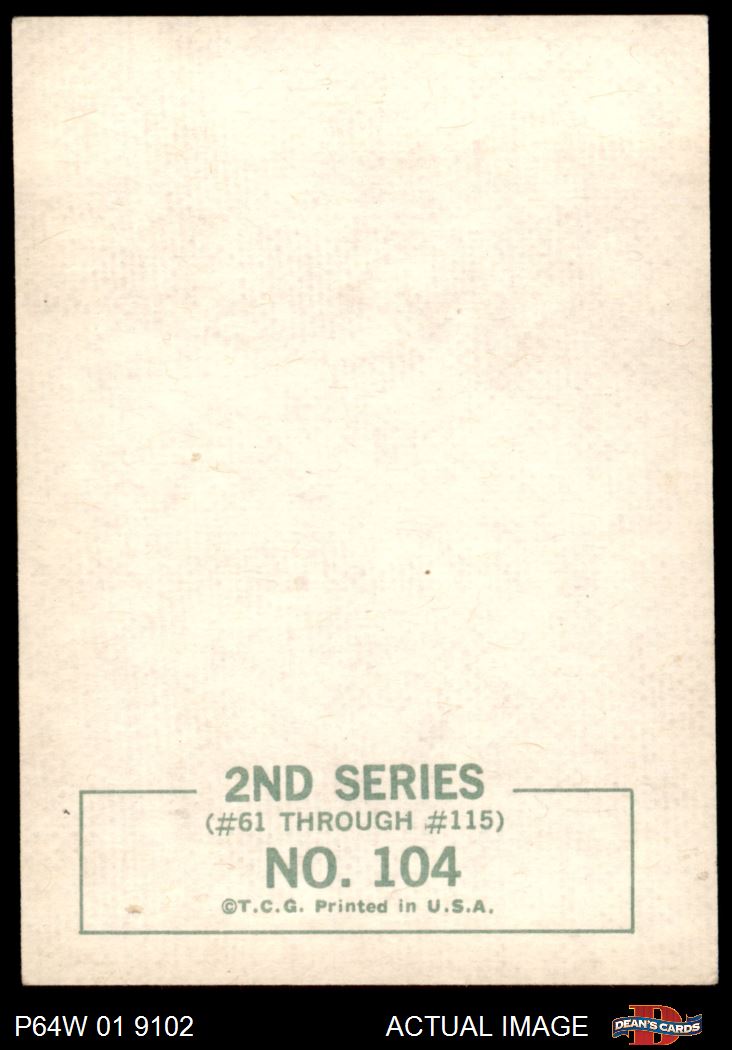 2ND SERIES
(#61 THROUGH #115)
NO. 104
©T.C.G. Printed in U.S.A.
P64W 01 9102
ACTUAL IMAGE
D
DEAN'S CARDS